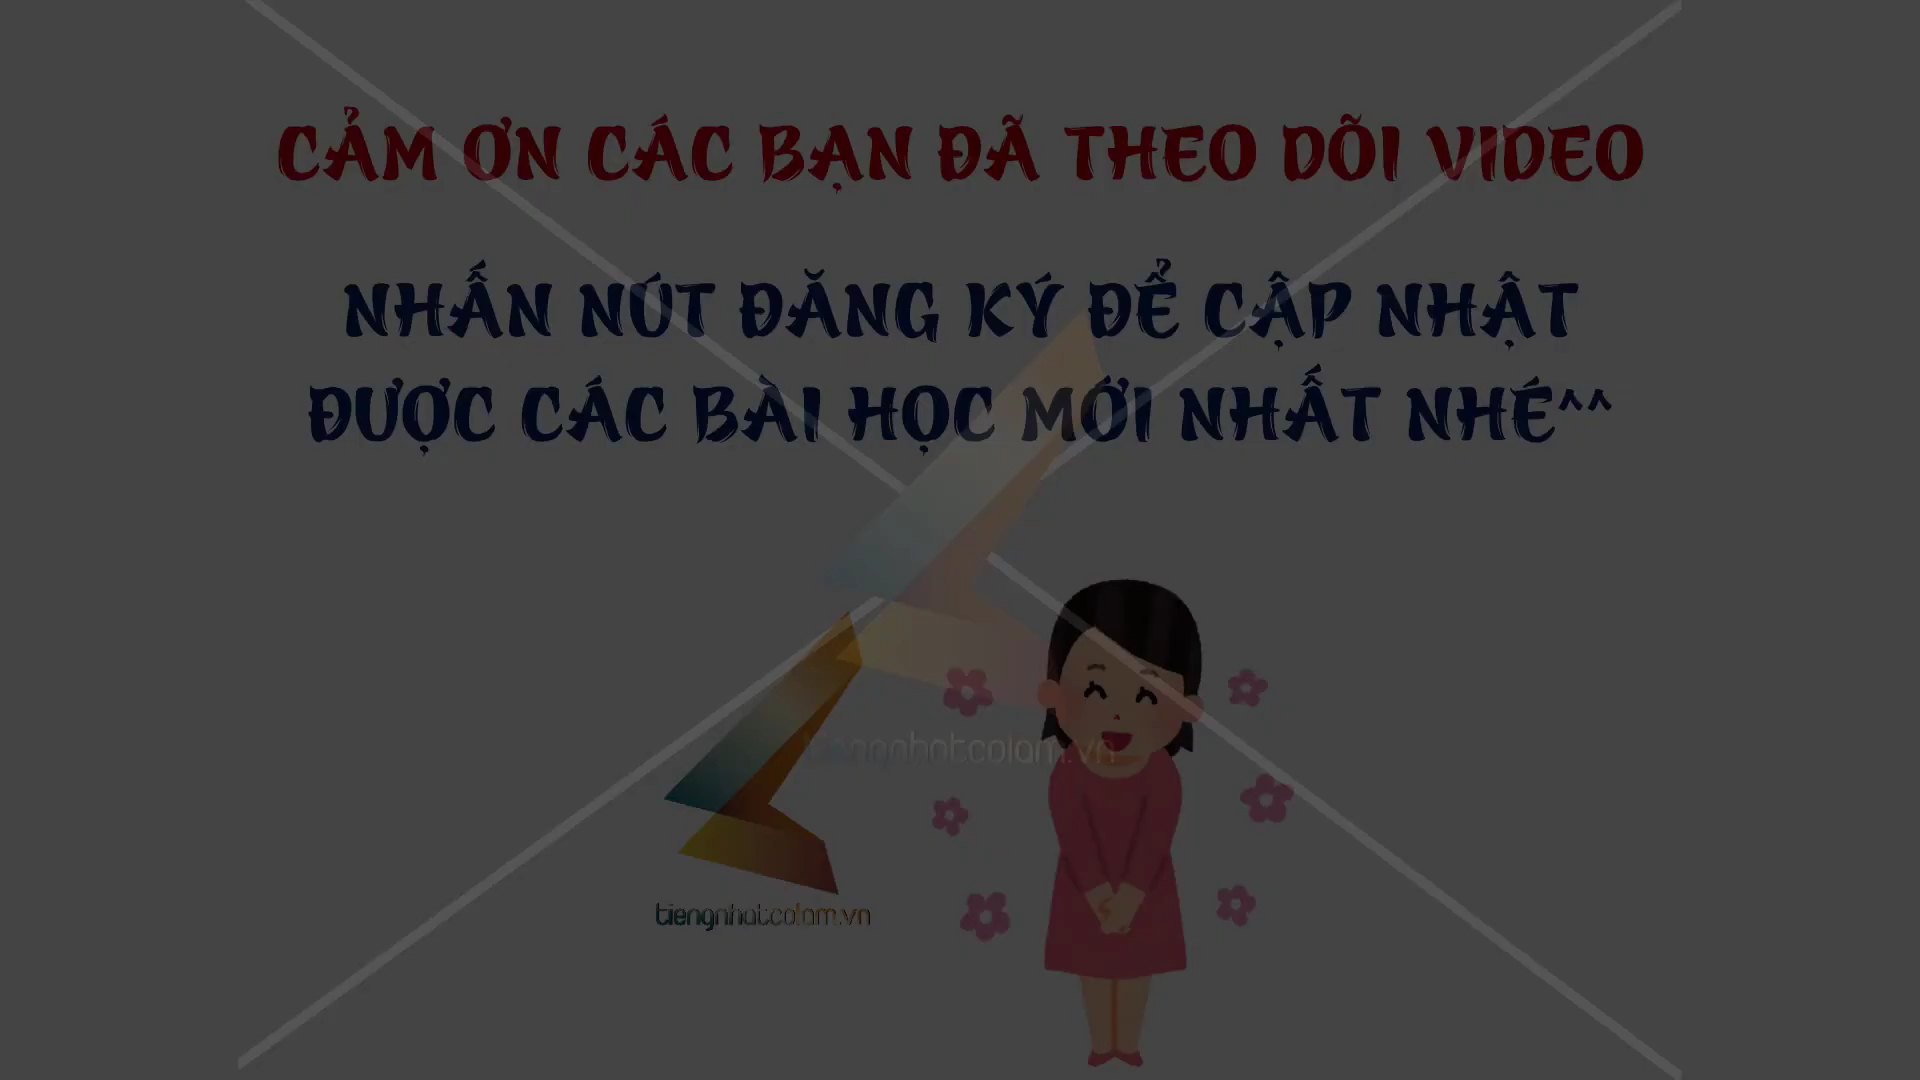 CẢM ƠN CÁC BẠN ĐÃ THEO DÕI VIDEO
NHẤN NÚT ĐĂNG KÝ ĐỂ CẬP NHẬT
ĐƯỢC CÁC BÀI HỌC MỚI NHẤT NHÉ^^
tiengnhatcolam.vn
tiengnhatcolam.vn